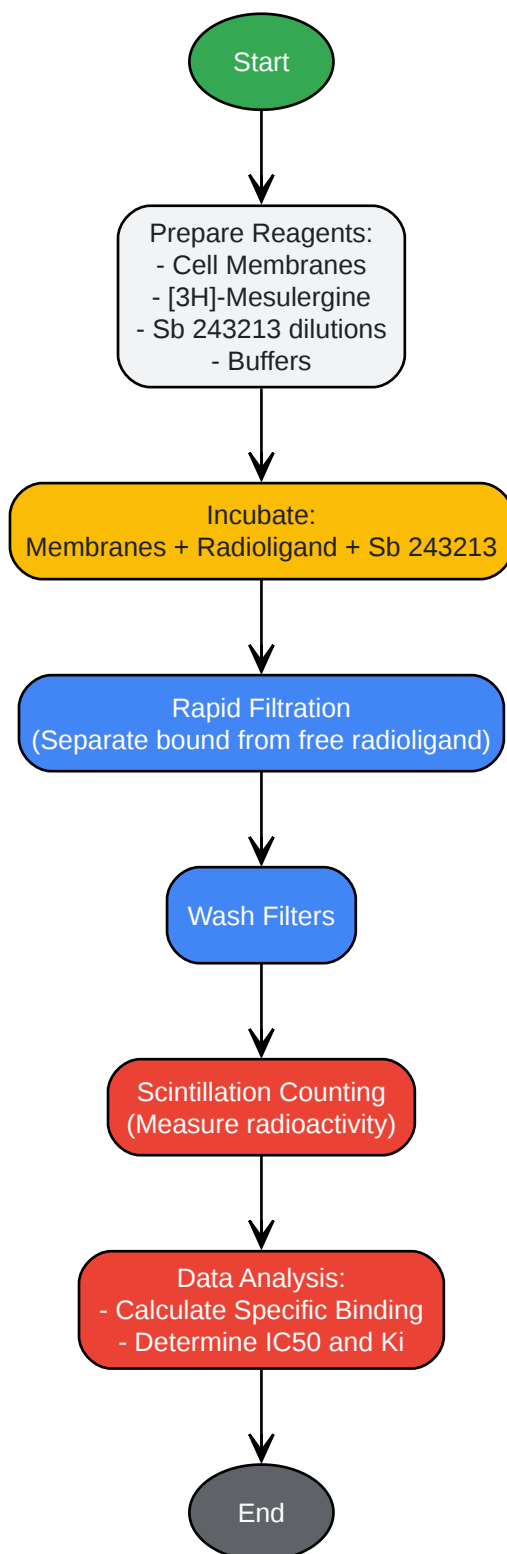 Start
Prepare Reagents:
- Cell Membranes
- [3H]-Mesulergine
- Sb 243213 dilutions
- Buffers
Incubate:
Membranes + Radioligand + Sb 243213
Rapid Filtration
(Separate bound from free radioligand)
Wash Filters
Scintillation Counting
(Measure radioactivity)
Data Analysis:
- Calculate Specific Binding
- Determine IC50 and Ki
End